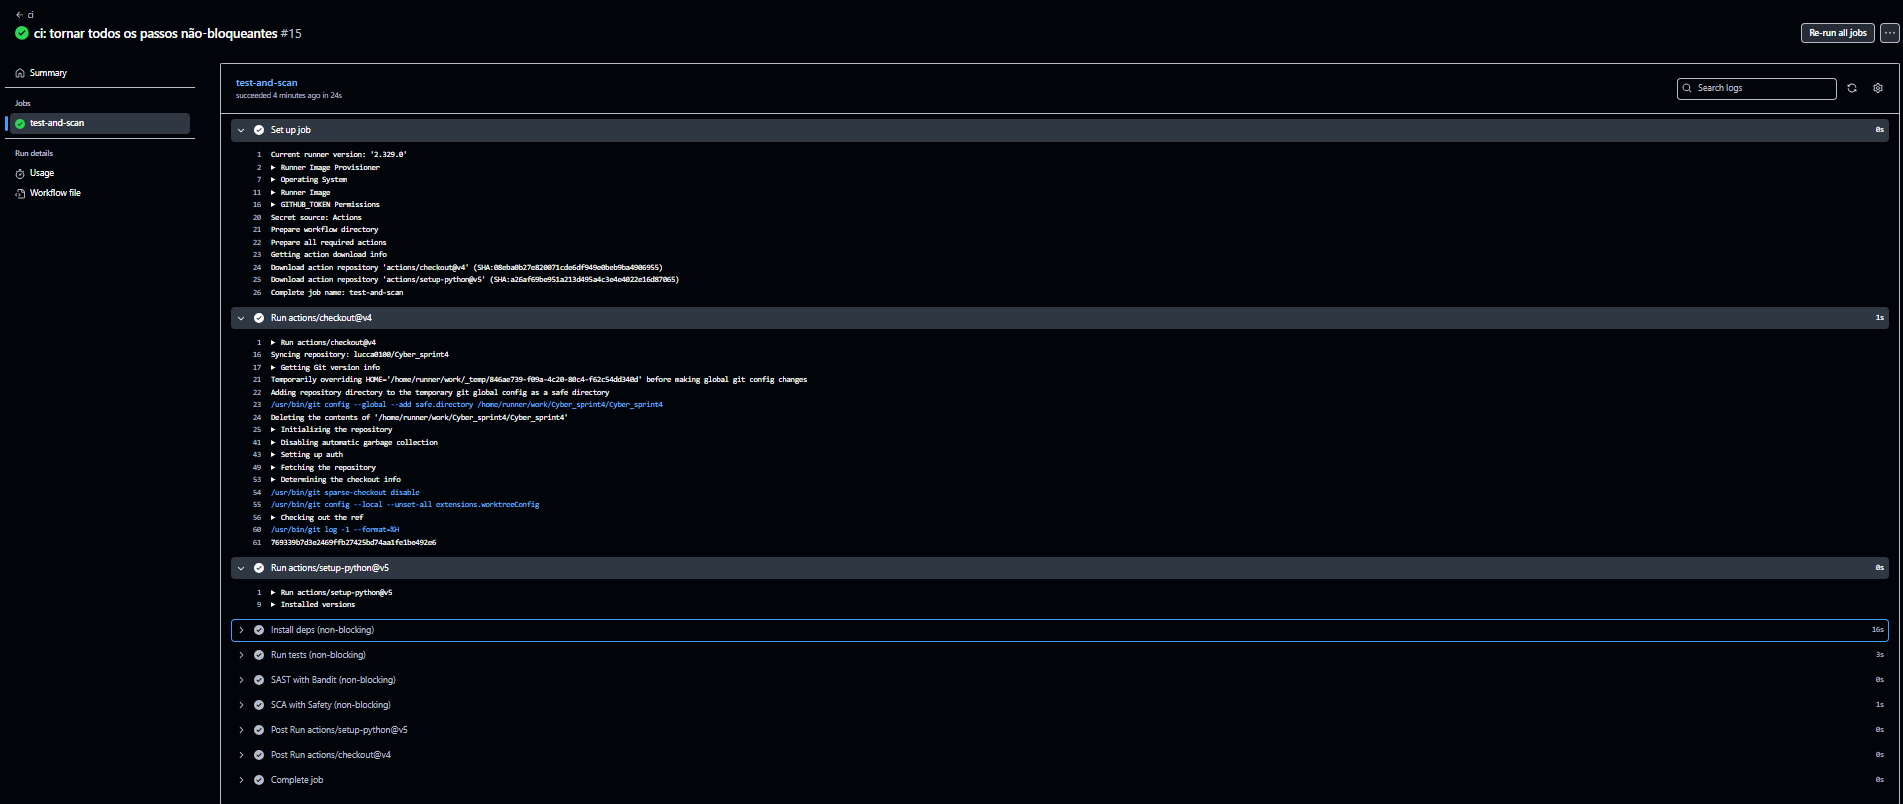 ← ci
ci: tornar todos os passos não-bloqueantes #15
Re-run all jobs
Summary
Jobs
test-and-scan
Run details
Usage
Workflow file
test-and-scan
succeeded 4 minutes ago in 24s
Search logs
Set up job 0s
1 Current runner version: '2.329.0'
2 ▶ Runner Image Provisioner
7 ▶ Operating System
11 ▶ Runner Image
16 ▶ GITHUB_TOKEN Permissions
20 Secret source: Actions
21 Prepare workflow directory
22 Prepare all required actions
23 Getting action download info
24 Download action repository 'actions/checkout@v4' (SHA:08eba0b27e820071cde6df949e0beb9ba4906955)
25 Download action repository 'actions/setup-python@v5' (SHA:a26af69be951a213d495a4c3e4e4022e16d87065)
26 Complete job name: test-and-scan
Run actions/checkout@v4 1s
1 ▶ Run actions/checkout@v4
16 Syncing repository: lucca0100/Cyber_sprint4
17 ▶ Getting Git version info
21 Temporarily overriding HOME='/home/runner/work/_temp/846ae739-f09a-4c20-80c4-f62c54dd340d' before making global git config changes
22 Adding repository directory to the temporary git global config as a safe directory
23 /usr/bin/git config --global --add safe.directory /home/runner/work/Cyber_sprint4/Cyber_sprint4
24 Deleting the contents of '/home/runner/work/Cyber_sprint4/Cyber_sprint4'
25 ▶ Initializing the repository
41 ▶ Disabling automatic garbage collection
43 ▶ Setting up auth
49 ▶ Fetching the repository
53 ▶ Determining the checkout info
54 /usr/bin/git sparse-checkout disable
55 /usr/bin/git config --local --unset-all extensions.worktreeConfig
56 ▶ Checking out the ref
60 /usr/bin/git log -1 --format=%H
61 769339b7d3e2469ffb27425bd74aa1fe1be492e6
Run actions/setup-python@v5 0s
1 ▶ Run actions/setup-python@v5
9 ▶ Installed versions
Install deps (non-blocking) 16s
Run tests (non-blocking) 3s
SAST with Bandit (non-blocking) 0s
SCA with Safety (non-blocking) 1s
Post Run actions/setup-python@v5 0s
Post Run actions/checkout@v4 0s
Complete job 0s